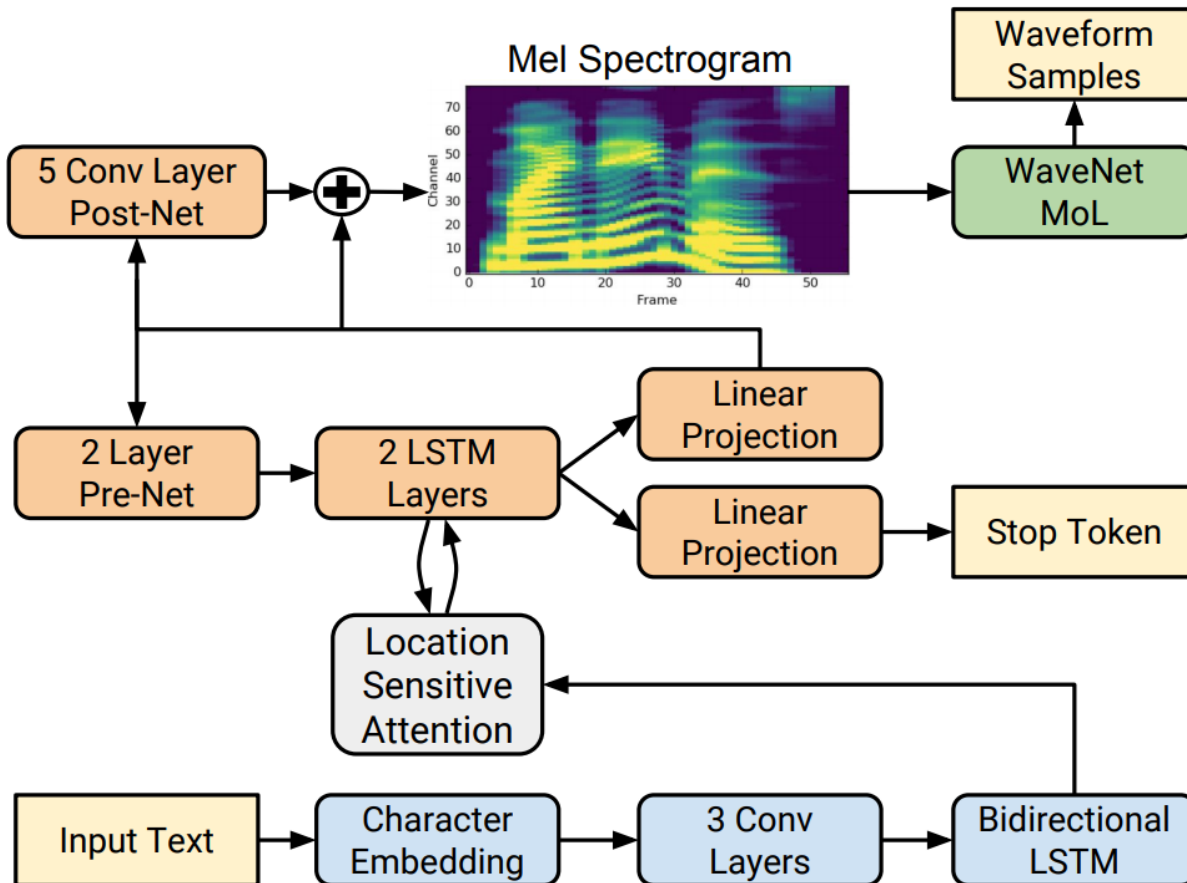 Mel Spectrogram
Waveform
Samples
5 Conv Layer
Post-Net
WaveNet
MoL
Channel
70
60
50
40
30
20
10
0
0 10 20 30 40 50
Frame
Linear
Projection
2 Layer
Pre-Net
2 LSTM
Layers
Linear
Projection
Stop Token
Location
Sensitive
Attention
Input Text
Character
Embedding
3 Conv
Layers
Bidirectional
LSTM